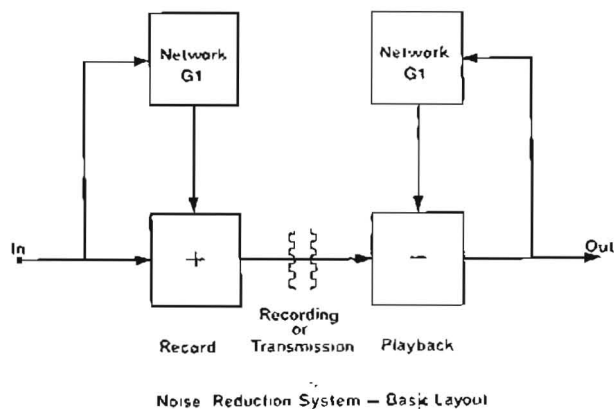 Network
G1
Network
G1
In
+
−
Out
Recording
or
Transmission
Record
Playback
Noise Reduction System — Basic Layout